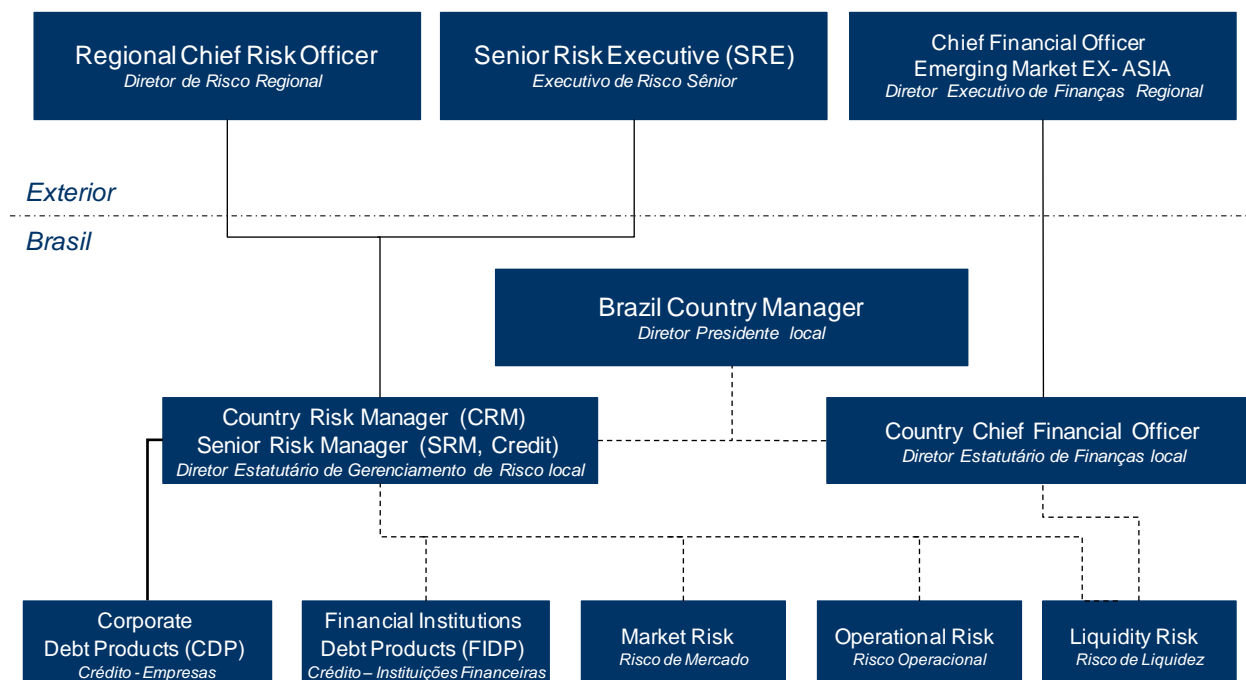 Regional Chief Risk Officer
Diretor de Risco Regional
Senior Risk Executive (SRE)
Executivo de Risco Sênior
Chief Financial Officer
Emerging Market EX- ASIA
Diretor Executivo de Finanças Regional
Exterior
Brasil
Brazil Country Manager
Diretor Presidente local
Country Risk Manager (CRM)
Senior Risk Manager (SRM, Credit)
Diretor Estatutário de Gerenciamento de Risco local
Country Chief Financial Officer
Diretor Estatutário de Finanças local
Corporate
Debt Products (CDP)
Crédito - Empresas
Financial Institutions
Debt Products (FIDP)
Crédito – Instituições Financeiras
Market Risk
Risco de Mercado
Operational Risk
Risco Operacional
Liquidity Risk
Risco de Liquidez